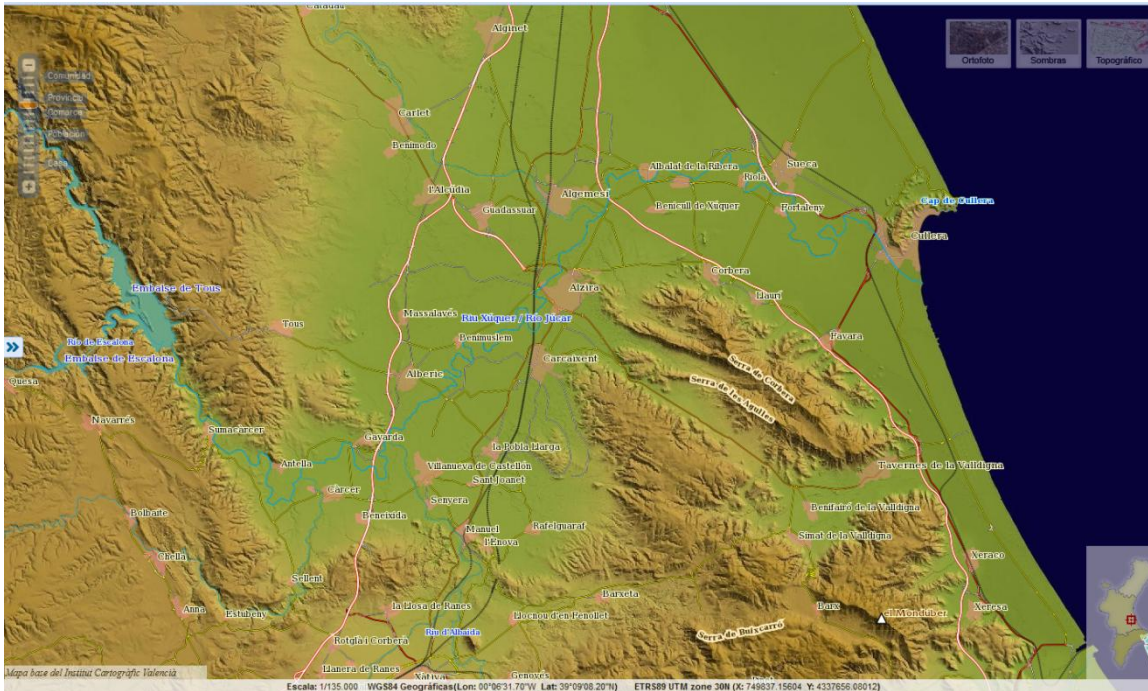 Alginet
Ortofoto
Sombras
Topográfico
Comunidad
Provincia
Comarca
Población
Casa
Carlet
Benimodo
l'Alcúdia
Guadassuar
Algemesí
Albalat de la Ribera
Riola
Sueca
Benicull de Xúquer
Fortaleny
Cap de Cullera
Cullera
Corbera
Llaurí
Alzira
Embalse de Tous
Tous
Massalavés
Riu Xúquer / Río Júcar
Benimuslem
Favara
Río de Escalona
Embalse de Escalona
Carcaixent
Serra de Corbera
Serra de les Agulles
Quesa
Alberic
Navarrés
Sumacarcer
Gavarda
la Pobla Llarga
Antella
Villanueva de Castellón
Sant Joanet
Tavernes de la Valldigna
Càrcer
Senyera
Beneixida
Benifairó de la Valldigna
Bolbaite
Manuel
Rafelguaraf
l'Ènova
Simat de la Valldigna
Chella
Xeraco
Sellent
Barxeta
Anna
Estubeny
la Llosa de Ranes
Llocnou d'en Fenollet
Barx
el Mondúber
Xeresa
Riu d'Albaida
Serra de Buixcarró
Rotglà i Corberà
Llanera de Ranes
Xàtiva
Genovés
Mapa base del Institut Cartogràfic Valencià
Escala: 1/135.000 WGS84 Geográficas(Lon: 00°06'31.70"W Lat: 39°09'08.20"N) ETRS89 UTM zone 30N (X: 749837.15604 Y: 4337656.08012)